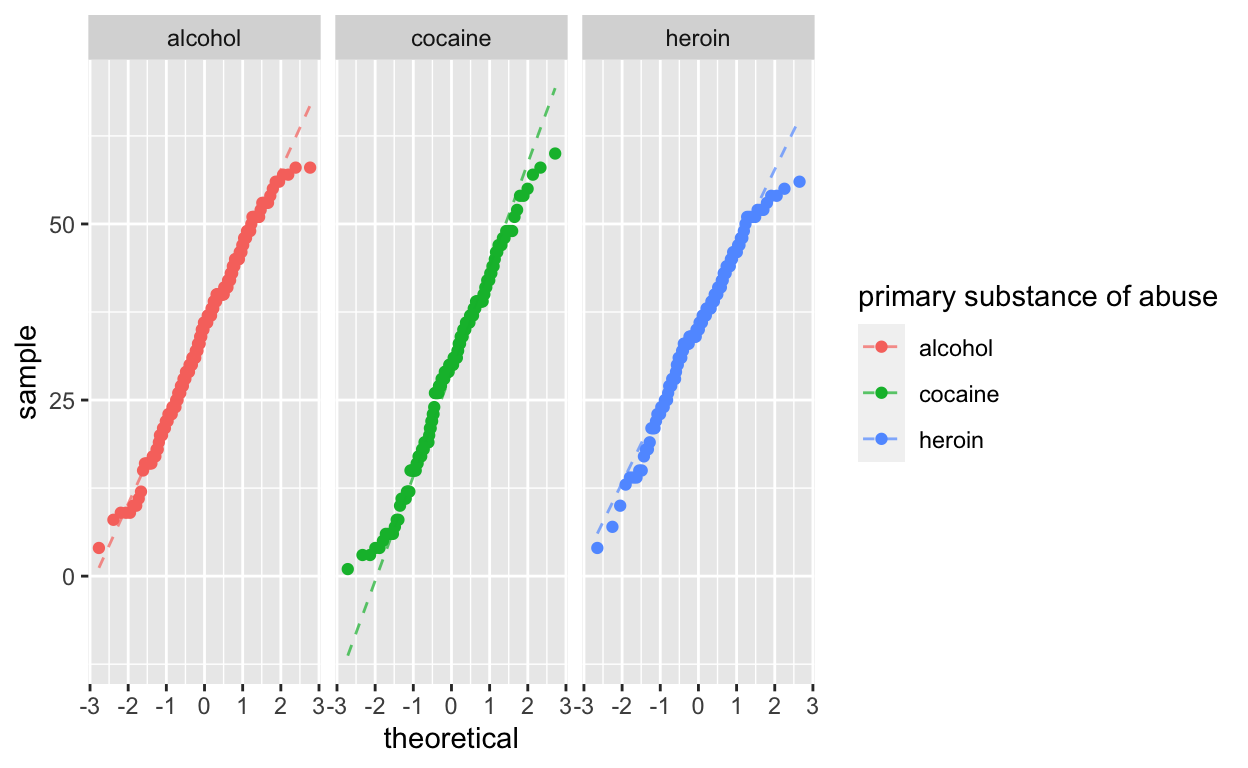 alcohol cocaine heroin
50
25
0
sample
-3 -2 -1 0 1 2 3 -3 -2 -1 0 1 2 3 -3 -2 -1 0 1 2 3
theoretical
primary substance of abuse
alcohol
cocaine
heroin